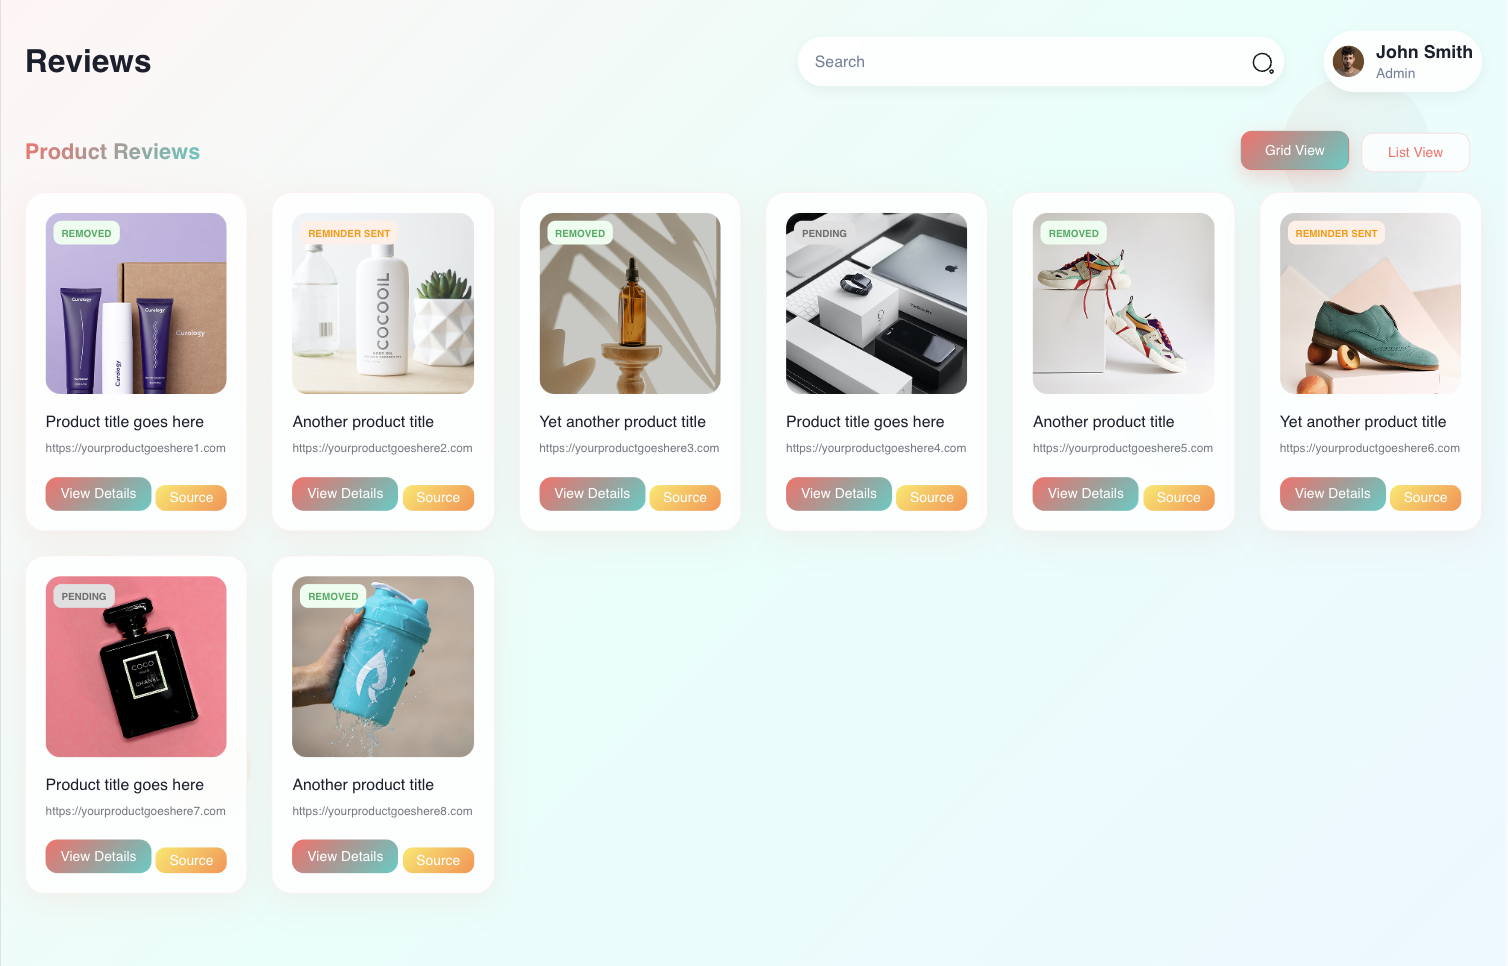 Reviews
Search
John Smith
Admin
Product Reviews
Grid View
List View
REMOVED
Curology
Curology
Curology
Curology
Product title goes here
https://yourproductgoeshere1.com
View Details
Source
REMINDER SENT
COCOOIL
BODY OIL
Another product title
https://yourproductgoeshere2.com
View Details
Source
REMOVED
Yet another product title
https://yourproductgoeshere3.com
View Details
Source
PENDING
Product title goes here
https://yourproductgoeshere4.com
View Details
Source
REMOVED
Another product title
https://yourproductgoeshere5.com
View Details
Source
REMINDER SENT
Yet another product title
https://yourproductgoeshere6.com
View Details
Source
PENDING
COCO
CHANEL
Product title goes here
https://yourproductgoeshere7.com
View Details
Source
REMOVED
Another product title
https://yourproductgoeshere8.com
View Details
Source